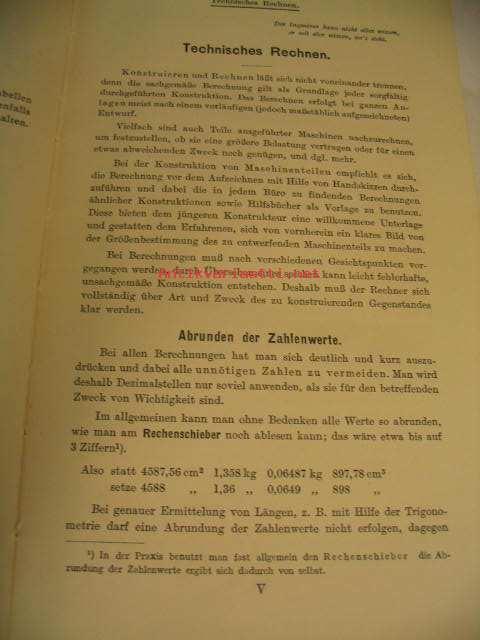 Technisches Rechnen.
Der Ingenieur kann nicht alles wissen,
er soll aber wissen, wo's steht.
Technisches Rechnen.
Konstruieren und Rechnen läßt sich nicht voneinander trennen,
denn die sachgemäße Berechnung gilt als Grundlage jeder sorgfältig
durchgeführten Konstruktion. Das Berechnen erfolgt bei ganzen An-
lagen meist nach einem vorläufigen (jedoch maßstäblich aufgezeichneten)
Entwurf.
Vielfach sind auch Teile ausgeführter Maschinen nachzurechnen,
um festzustellen, ob sie eine größere Belastung vertragen oder für einen
etwas abweichenden Zweck noch genügen, und dgl. mehr.
Bei der Konstruktion von Maschinenteilen empfiehlt es sich,
die Berechnung vor dem Aufzeichnen mit Hilfe von Handskizzen durch-
zuführen und dabei die in jedem Büro zu findenden Berechnungen
ähnlicher Konstruktionen sowie Hilfsbücher als Vorlage zu benutzen.
Diese bieten dem jüngeren Konstrukteur eine willkommene Unterlage
und gestatten dem Erfahrenen, sich von vornherein ein klares Bild von
der Größenbestimmung des zu entwerfenden Maschinenteils zu machen.
Bei Berechnungen muß nach verschiedenen Gesichtspunkten vor-
gegangen werden, durch Übersehen eines solchen kann leicht fehlerhafte,
unsachgemäße Konstruktion entstehen. Deshalb muß der Rechner sich
vollständig über Art und Zweck des zu konstruierenden Gegenstandes
klar werden.
Abrunden der Zahlenwerte.
Bei allen Berechnungen hat man sich deutlich und kurz auszu-
drücken und dabei alle unnötigen Zahlen zu vermeiden. Man wird
deshalb Dezimalstellen nur soviel anwenden, als sie für den betreffenden
Zweck von Wichtigkeit sind.
Im allgemeinen kann man ohne Bedenken alle Werte so abrunden,
wie man am Rechenschieber noch ablesen kann; das wäre etwa bis auf
3 Ziffern¹).
Also statt 4587,56 cm² 1,358 kg 0,06487 kg 897,78 cm³
setze 4588 „ 1,36 „ 0,0649 „ 898 „
Bei genauer Ermittelung von Längen, z. B. mit Hilfe der Trigono-
metrie darf eine Abrundung der Zahlenwerte nicht erfolgen, dagegen
¹) In der Praxis benutzt man fast allgemein den Rechenschieber die Ab-
rundung der Zahlenwerte ergibt sich dadurch von selbst.
V
abellen
enfalls